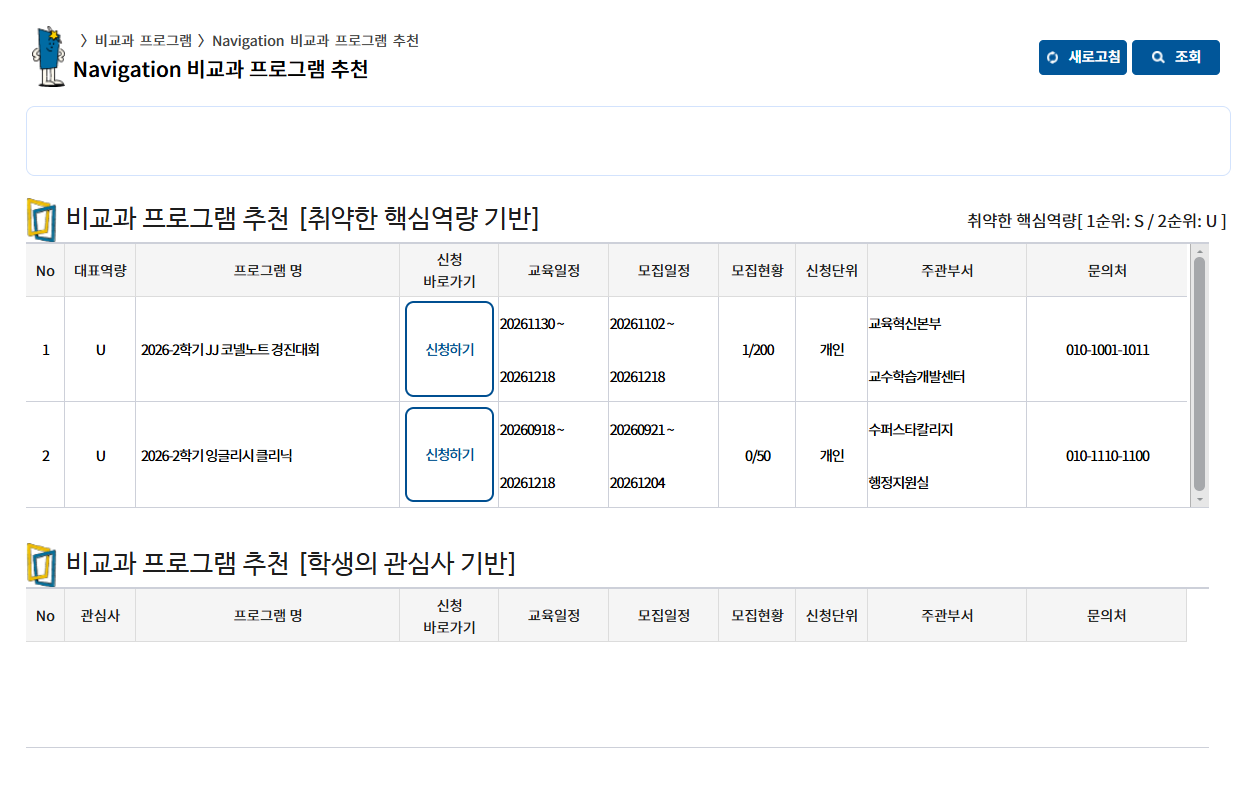 〉 비교과 프로그램 〉 Navigation 비교과 프로그램 추천
Navigation 비교과 프로그램 추천
새로고침
조회
비교과 프로그램 추천 [취약한 핵심역량 기반]
취약한 핵심역량[ 1순위: S / 2순위: U ]
No 대표역량 프로그램 명 신청 바로가기 교육일정 모집일정 모집현황 신청단위 주관부서 문의처
1 U 2026-2학기 JJ 코넬노트 경진대회 신청하기 20261130 ~ 20261218 20261102 ~ 20261218 1/200 개인 교육혁신본부 교수학습개발센터 010-1001-1011
2 U 2026-2학기 잉글리시 클리닉 신청하기 20260918 ~ 20261218 20260921 ~ 20261204 0/50 개인 수퍼스타칼리지 행정지원실 010-1110-1100
비교과 프로그램 추천 [학생의 관심사 기반]
No 관심사 프로그램 명 신청 바로가기 교육일정 모집일정 모집현황 신청단위 주관부서 문의처